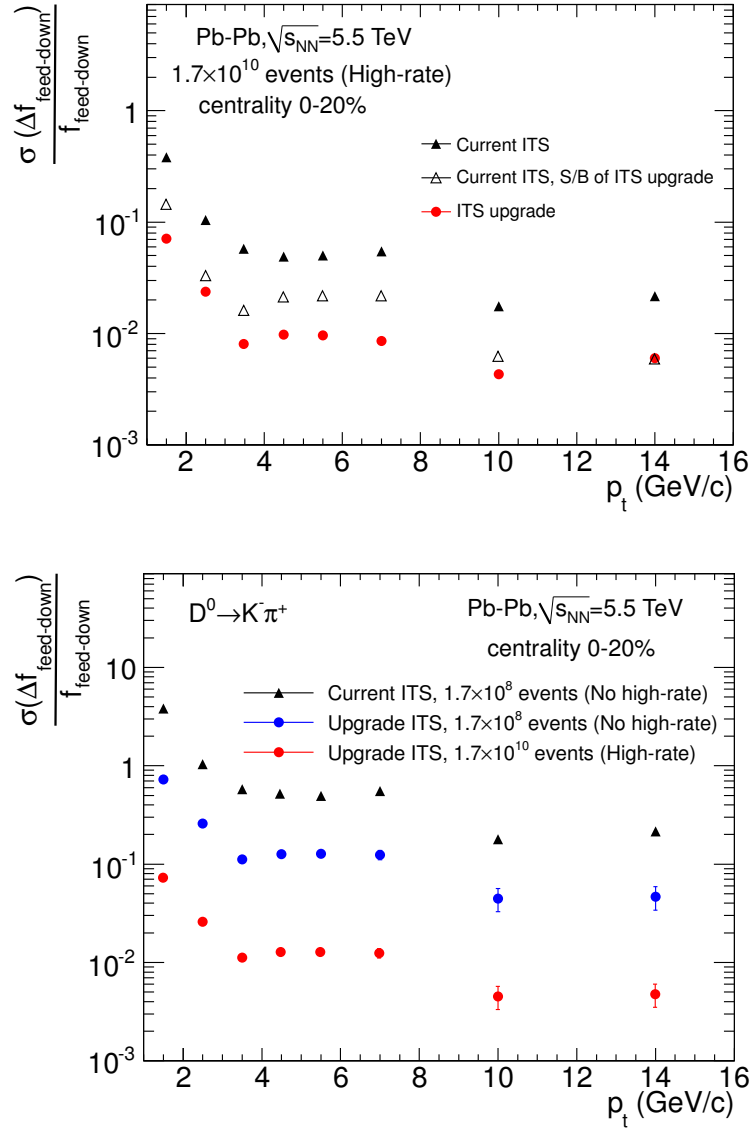 σ (Δf_feed-down)
f_feed-down
Pb-Pb,√s_NN=5.5 TeV
1.7×10^10 events (High-rate)
centrality 0-20%
Current ITS
Current ITS, S/B of ITS upgrade
ITS upgrade
1
10^-1
10^-2
10^-3
2 4 6 8 10 12 14 16
p_t (GeV/c)
σ(Δf_feed-down)
f_feed-down
D^0→K^-π^+
Pb-Pb,√s_NN=5.5 TeV
centrality 0-20%
Current ITS, 1.7×10^8 events (No high-rate)
Upgrade ITS, 1.7×10^8 events (No high-rate)
Upgrade ITS, 1.7×10^10 events (High-rate)
10
1
10^-1
10^-2
10^-3
2 4 6 8 10 12 14 16
p_t (GeV/c)